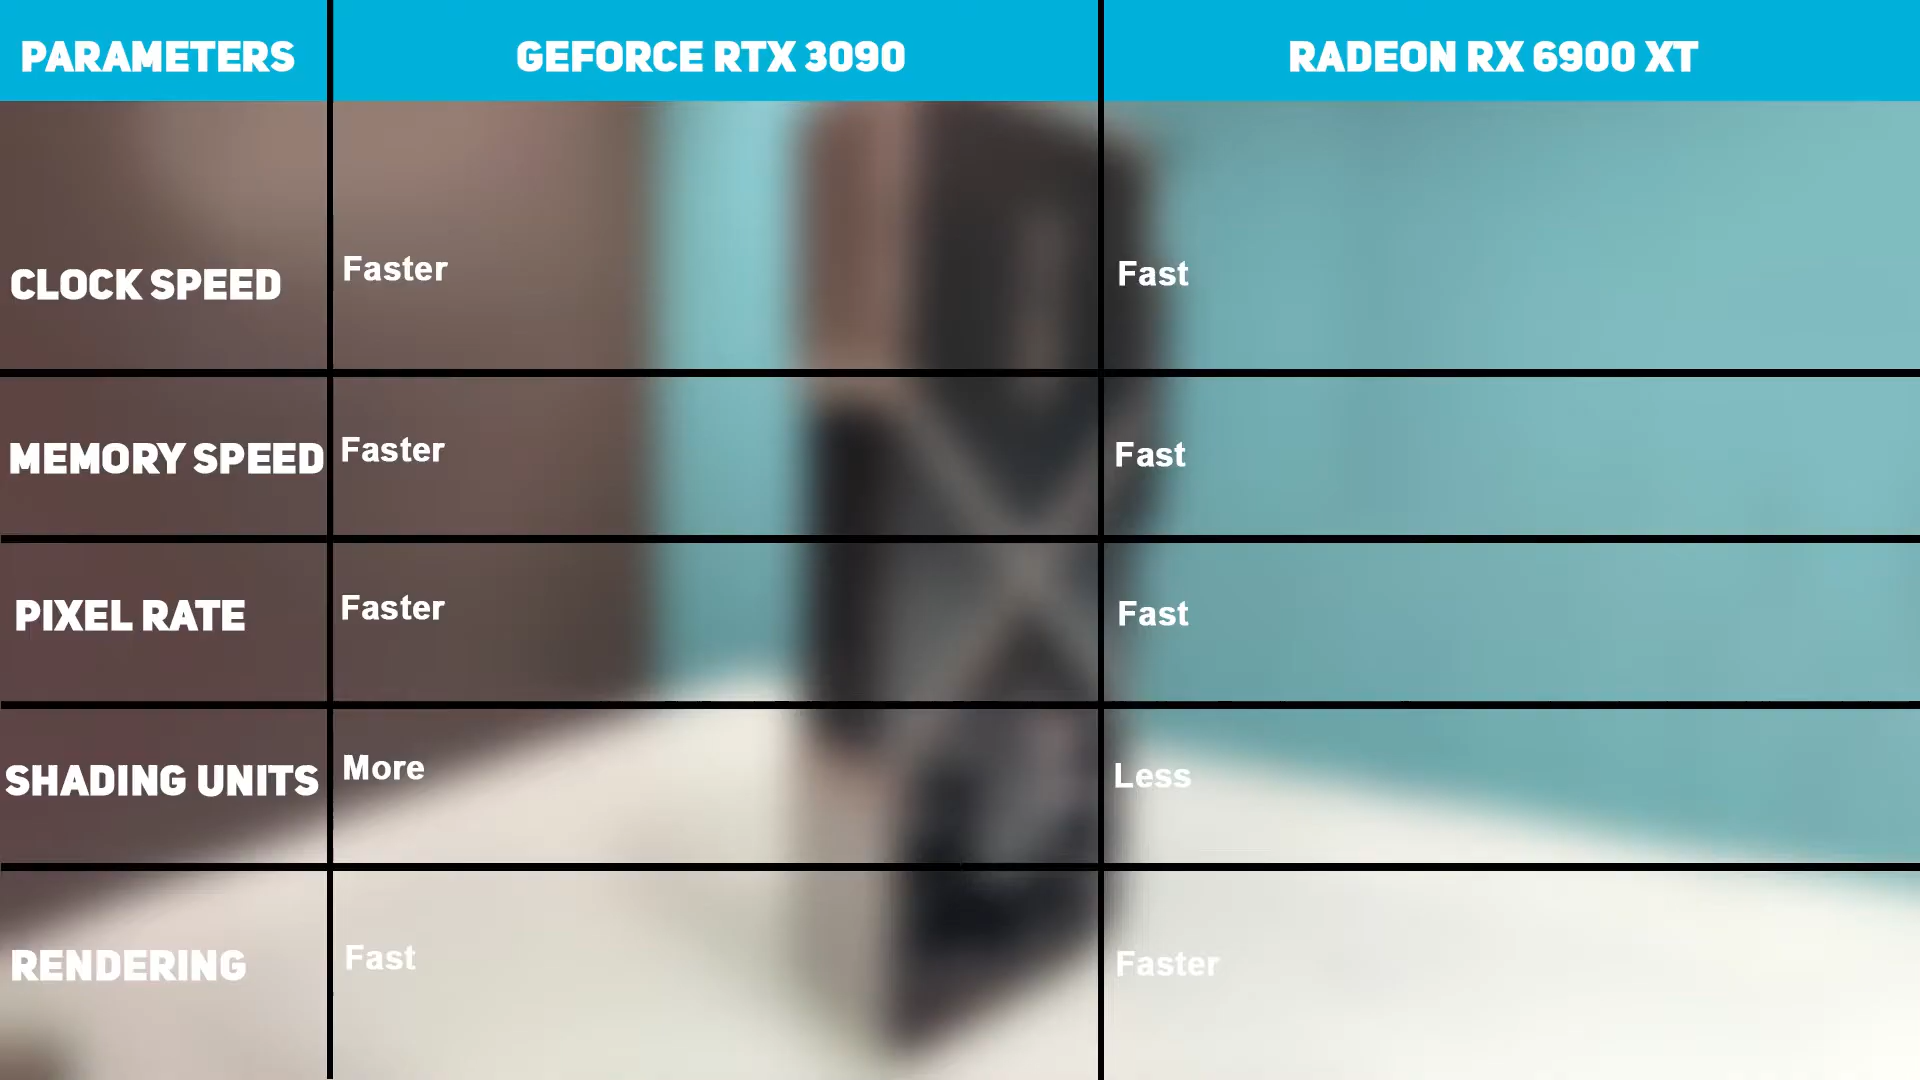 PARAMETERS GEFORCE RTX 3090 RADEON RX 6900 XT
CLOCK SPEED Faster Fast
MEMORY SPEED Faster Fast
PIXEL RATE Faster Fast
SHADING UNITS More Less
RENDERING Fast Faster